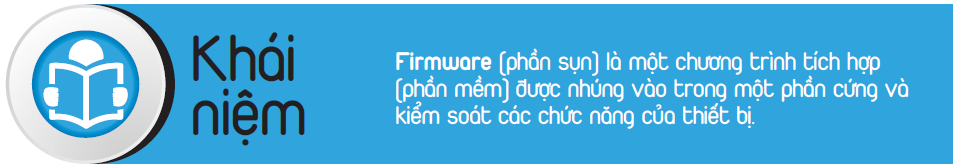 Khái
niệm
Firmware (phần sụn) là một chương trình tích hợp
(phần mềm) được nhúng vào trong một phần cứng và
kiểm soát các chức năng của thiết bị.